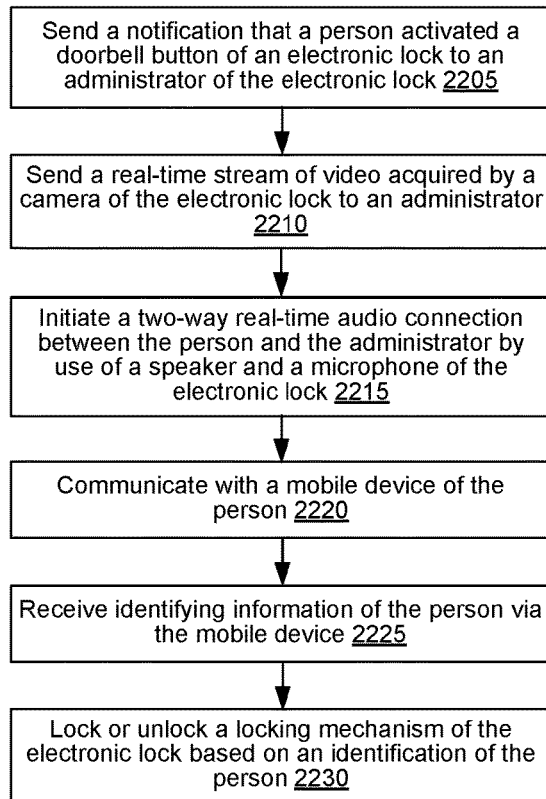 Send a notification that a person activated a
doorbell button of an electronic lock to an
administrator of the electronic lock 2205
Send a real-time stream of video acquired by a
camera of the electronic lock to an administrator
2210
Initiate a two-way real-time audio connection
between the person and the administrator by
use of a speaker and a microphone of the
electronic lock 2215
Communicate with a mobile device of the
person 2220
Receive identifying information of the person via
the mobile device 2225
Lock or unlock a locking mechanism of the
electronic lock based on an identification of the
person 2230